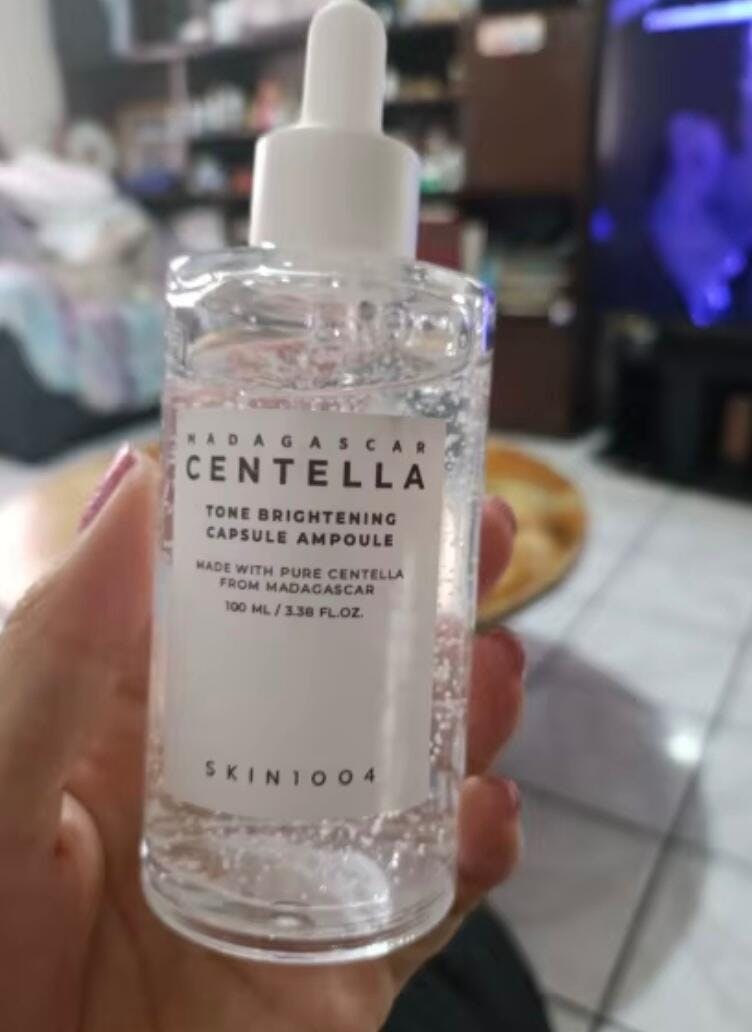 MADAGASCAR
CENTELLA
TONE BRIGHTENING
CAPSULE AMPOULE
MADE WITH PURE CENTELLA
FROM MADAGASCAR
100 ML / 3.38 FL.OZ.
SKIN1004